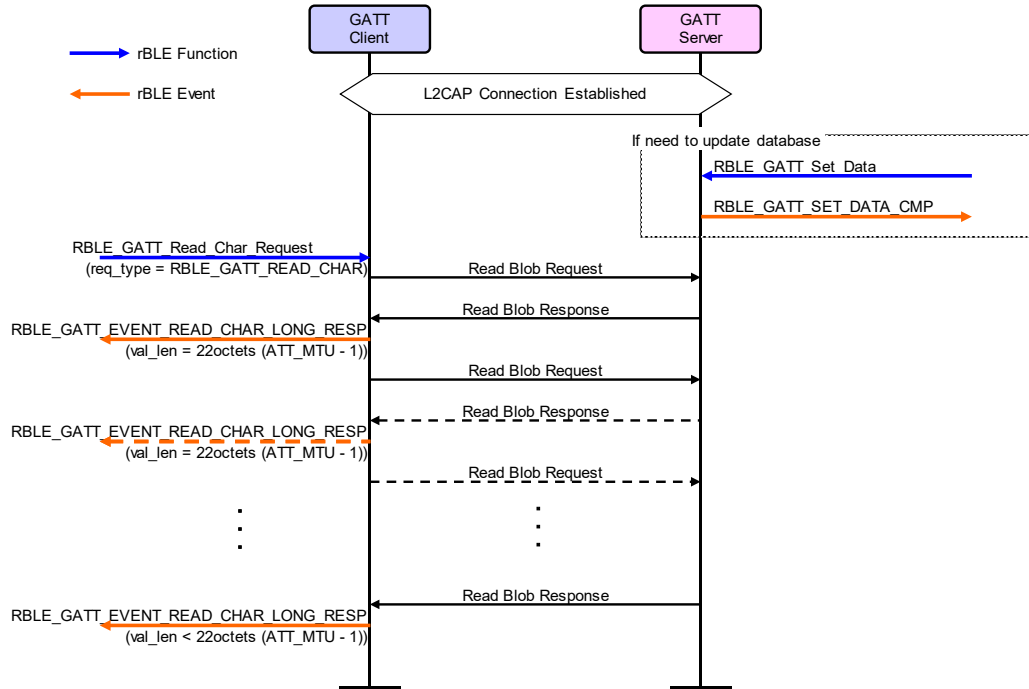 GATT
Client
GATT
Server
rBLE Function
rBLE Event
L2CAP Connection Established
If need to update database
RBLE_GATT_Set_Data
RBLE_GATT_SET_DATA_CMP
RBLE_GATT_Read_Char_Request
(req_type = RBLE_GATT_READ_CHAR)
Read Blob Request
Read Blob Response
RBLE_GATT_EVENT_READ_CHAR_LONG_RESP
(val_len = 22octets (ATT_MTU - 1))
Read Blob Request
Read Blob Response
RBLE_GATT_EVENT_READ_CHAR_LONG_RESP
(val_len = 22octets (ATT_MTU - 1))
Read Blob Request
Read Blob Response
RBLE_GATT_EVENT_READ_CHAR_LONG_RESP
(val_len < 22octets (ATT_MTU - 1))